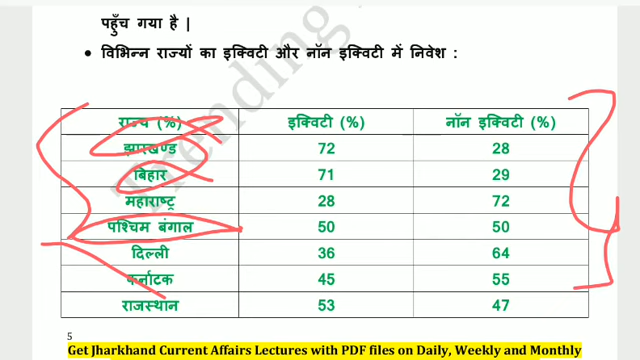 पहुँच गया है |
• विभिन्न राज्यों का इक्विटी और नॉन इक्विटी में निवेश :
राज्य (%) इक्विटी (%) नॉन इक्विटी (%)
झारखण्ड 72 28
बिहार 71 29
महाराष्ट्र 28 72
पश्चिम बंगाल 50 50
दिल्ली 36 64
कर्नाटक 45 55
राजस्थान 53 47
5
Get Jharkhand Current Affairs Lectures with PDF files on Daily, Weekly and Monthly
Trending